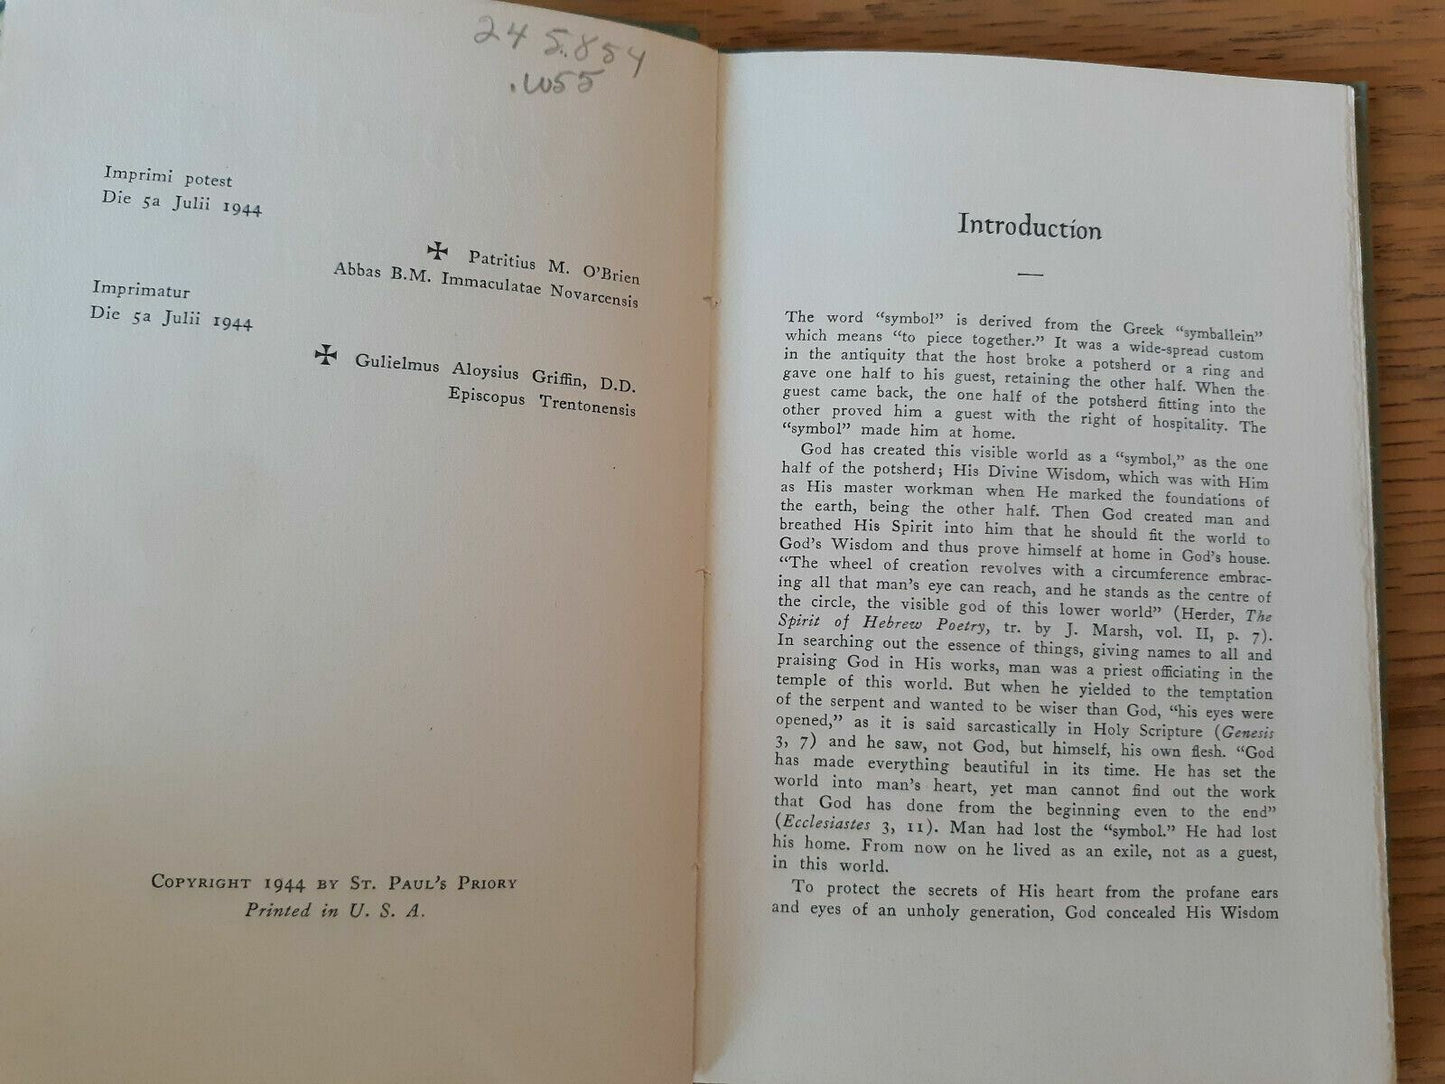 245.854
.W55
Imprimi potest
Die 5a Julii 1944
✠ Patritius M. O'Brien
Abbas B.M. Immaculatae Novarcensis
Imprimatur
Die 5a Julii 1944
✠ Gulielmus Aloysius Griffin, D.D.
Episcopus Trentonensis
COPYRIGHT 1944 BY ST. PAUL'S PRIORY
Printed in U. S. A.
Introduction
The word “symbol” is derived from the Greek “symballein”
which means “to piece together.” It was a wide-spread custom
in the antiquity that the host broke a potsherd or a ring and
gave one half to his guest, retaining the other half. When the
guest came back, the one half of the potsherd fitting into the
other proved him a guest with the right of hospitality. The
“symbol” made him at home.
God has created this visible world as a “symbol,” as the one
half of the potsherd; His Divine Wisdom, which was with Him
as His master workman when He marked the foundations of
the earth, being the other half. Then God created man and
breathed His Spirit into him that he should fit the world to
God's Wisdom and thus prove himself at home in God's house.
“The wheel of creation revolves with a circumference embrac-
ing all that man's eye can reach, and he stands as the centre of
the circle, the visible god of this lower world” (Herder, The
Spirit of Hebrew Poetry, tr. by J. Marsh, vol. II, p. 7).
In searching out the essence of things, giving names to all and
praising God in His works, man was a priest officiating in the
temple of this world. But when he yielded to the temptation
of the serpent and wanted to be wiser than God, “his eyes were
opened,” as it is said sarcastically in Holy Scripture (Genesis
3, 7) and he saw, not God, but himself, his own flesh. “God
has made everything beautiful in its time. He has set the
world into man's heart, yet man cannot find out the work
that God has done from the beginning even to the end”
(Ecclesiastes 3, 11). Man had lost the “symbol.” He had lost
his home. From now on he lived as an exile, not as a guest,
in this world.
To protect the secrets of His heart from the profane ears
and eyes of an unholy generation, God concealed His Wisdom